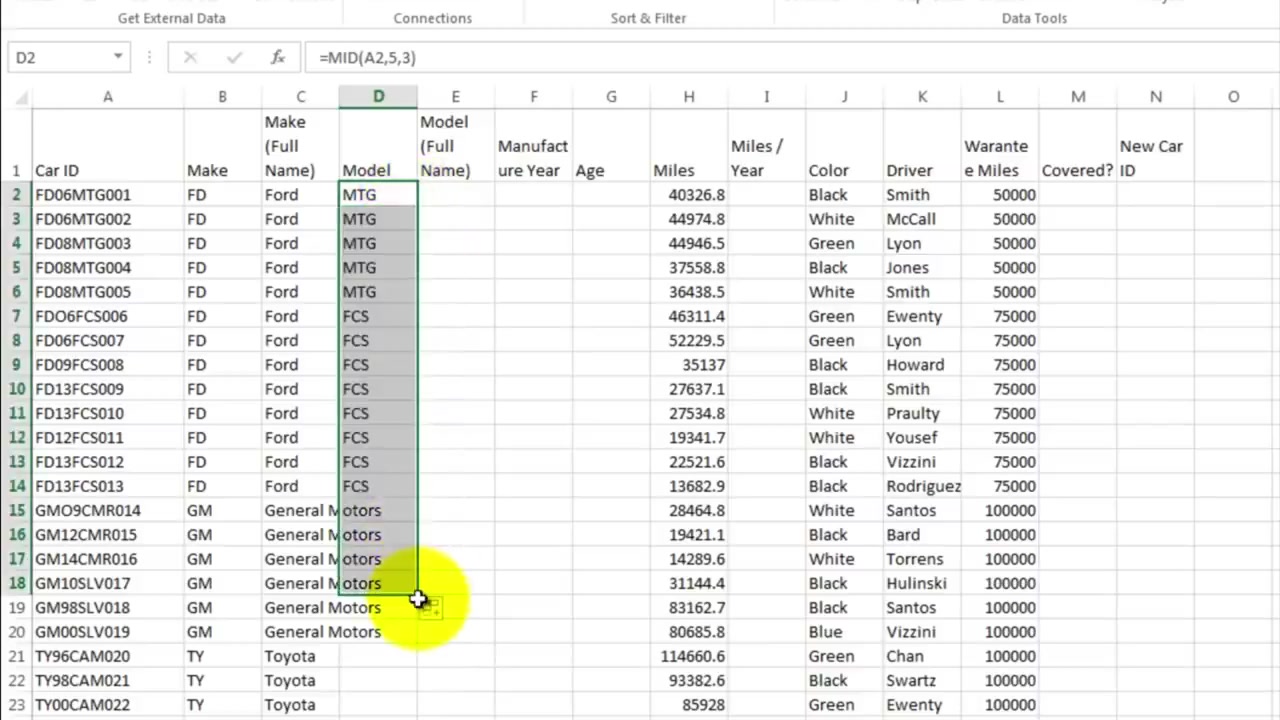 Get External Data Connections Sort & Filter Data Tools
D2 =MID(A2,5,3)
A B C D E F G H I J K L M N O
1 Car ID Make Make (Full Name) Model Model (Full Name) Manufact ure Year Age Miles Miles / Year Color Driver Warante e Miles Covered? New Car ID
2 FD06MTG001 FD Ford MTG 40326.8 Black Smith 50000
3 FD06MTG002 FD Ford MTG 44974.8 White McCall 50000
4 FD08MTG003 FD Ford MTG 44946.5 Green Lyon 50000
5 FD08MTG004 FD Ford MTG 37558.8 Black Jones 50000
6 FD08MTG005 FD Ford MTG 36438.5 White Smith 50000
7 FDO6FCS006 FD Ford FCS 46311.4 Green Ewenty 75000
8 FD06FCS007 FD Ford FCS 52229.5 Green Lyon 75000
9 FD09FCS008 FD Ford FCS 35137 Black Howard 75000
10 FD13FCS009 FD Ford FCS 27637.1 Black Smith 75000
11 FD13FCS010 FD Ford FCS 27534.8 White Praulty 75000
12 FD12FCS011 FD Ford FCS 19341.7 White Yousef 75000
13 FD13FCS012 FD Ford FCS 22521.6 Black Vizzini 75000
14 FD13FCS013 FD Ford FCS 13682.9 Black Rodriguez 75000
15 GMO9CMR014 GM General Motors 28464.8 White Santos 100000
16 GM12CMR015 GM General Motors 19421.1 Black Bard 100000
17 GM14CMR016 GM General Motors 14289.6 White Torrens 100000
18 GM10SLV017 GM General Motors 31144.4 Black Hulinski 100000
19 GM98SLV018 GM General Motors 83162.7 Black Santos 100000
20 GM00SLV019 GM General Motors 80685.8 Blue Vizzini 100000
21 TY96CAM020 TY Toyota 114660.6 Green Chan 100000
22 TY98CAM021 TY Toyota 93382.6 Black Swartz 100000
23 TY00CAM022 TY Toyota 85928 Green Ewenty 100000